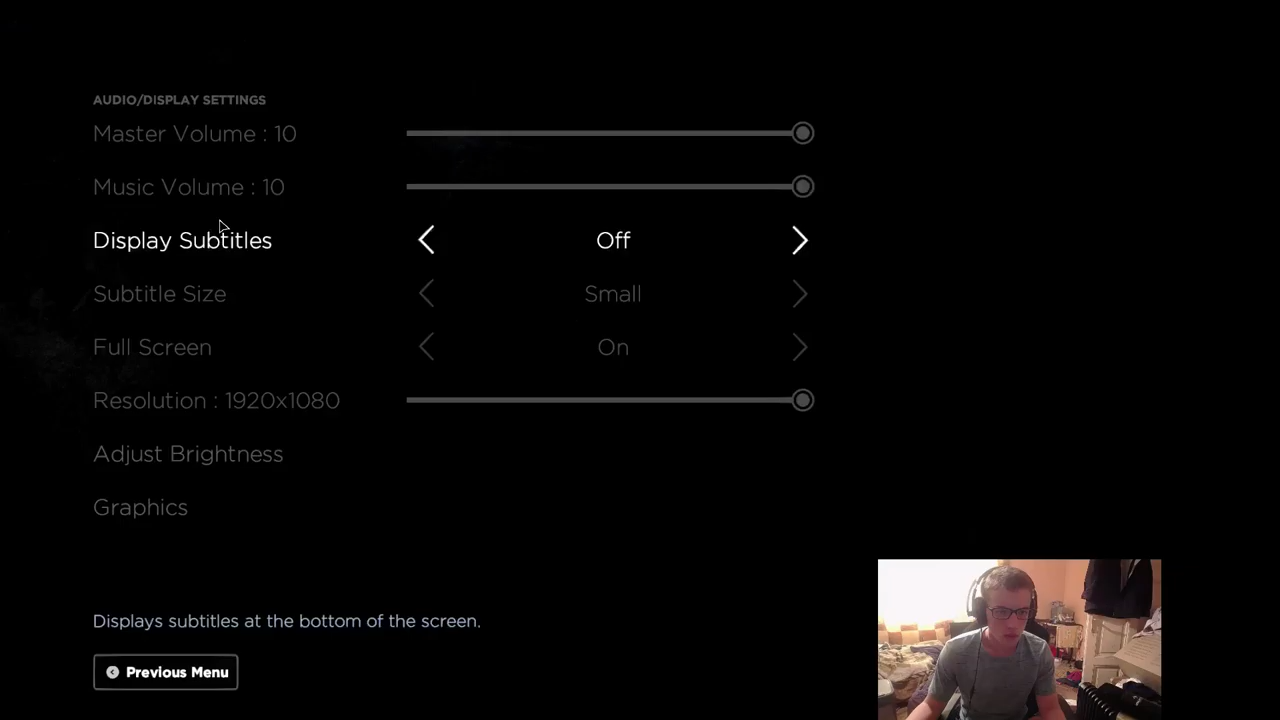 AUDIO/DISPLAY SETTINGS
Master Volume : 10
Music Volume : 10
Display Subtitles Off
Subtitle Size Small
Full Screen On
Resolution : 1920x1080
Adjust Brightness
Graphics
Displays subtitles at the bottom of the screen.
Previous Menu